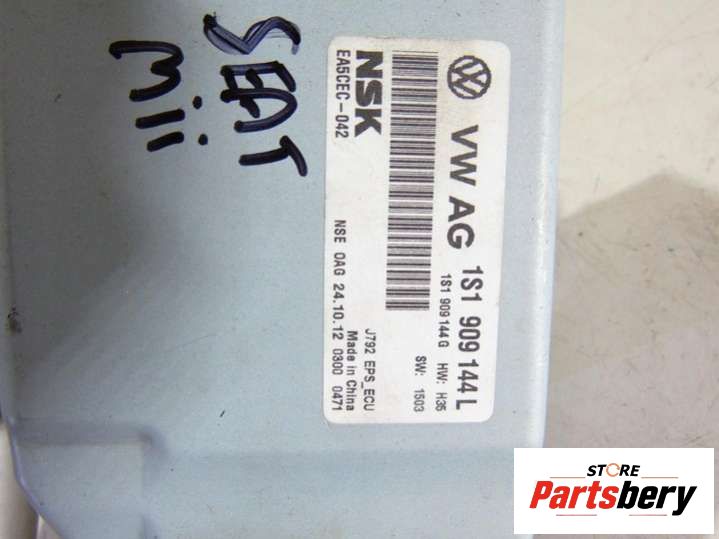 SEAT
mii
VW AG 1S1 909 144 L
1S1 909 144 G HW: H35
SW: 1503
NSK
EA5CEC-042
NSE 0AG 24.10.12 0300 0471
J792 EPS_ECU
Made in China
STORE
Partsbery